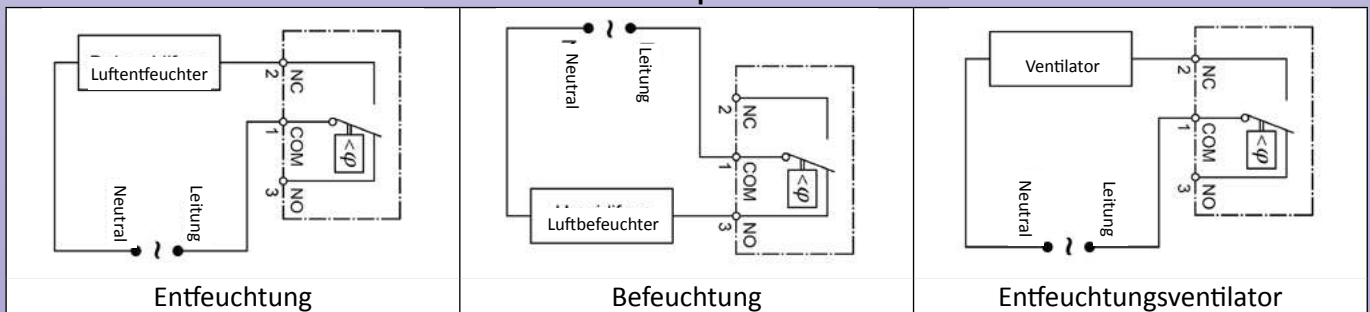 Luftentfeuchter
2
NC
1
COM
<φ
3
NO
Neutral
~
Leitung
Entfeuchtung
~
Neutral
Leitung
2
NC
1
COM
<φ
Luftbefeuchter
3
NO
Befeuchtung
Ventilator
2
NC
1
COM
<φ
3
NO
Neutral
~
Leitung
Entfeuchtungsventilator